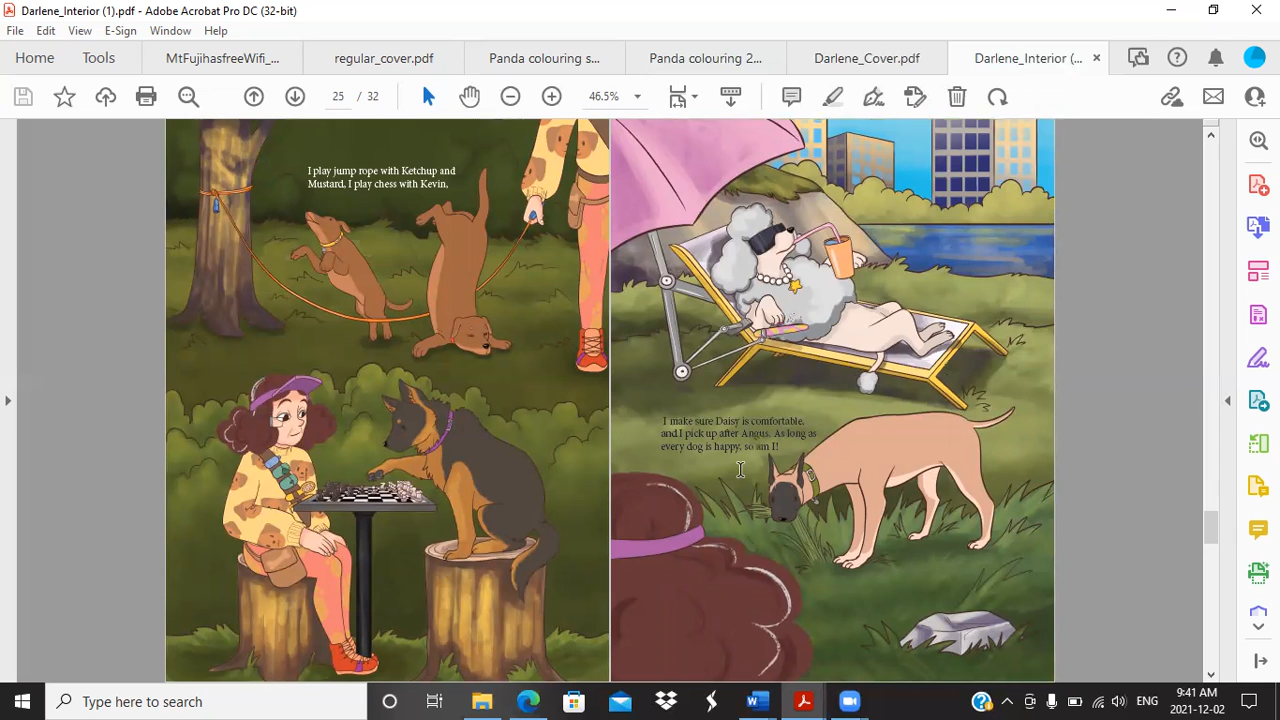 Darlene_Interior (1).pdf - Adobe Acrobat Pro DC (32-bit)
File Edit View E-Sign Window Help
Home Tools MtFujihasfreeWifi_... regular_cover.pdf Panda colouring s... Panda colouring 2... Darlene_Cover.pdf Darlene_Interior (...
25 / 32 46.5%
I play jump rope with Ketchup and
Mustard, I play chess with Kevin,
I make sure Daisy is comfortable,
and I pick up after Angus. As long as
every dog is happy, so am I!
Type here to search
ENG
9:41 AM
2021-12-02